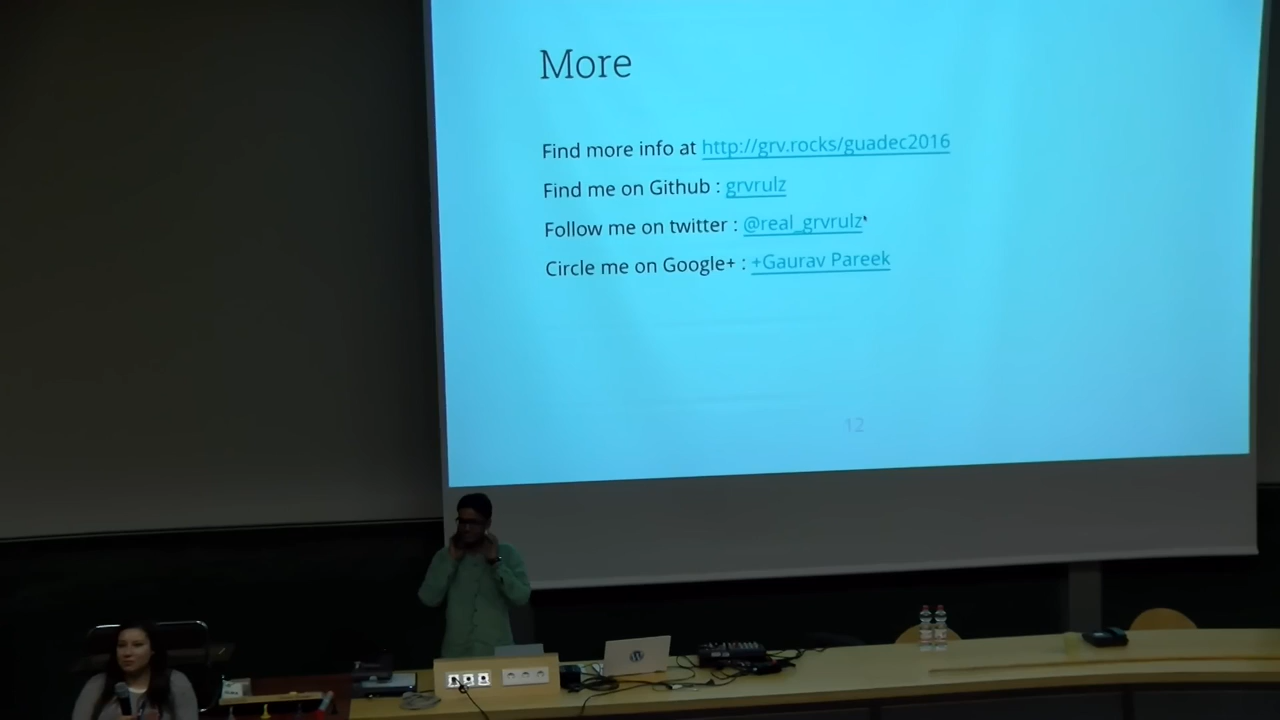 More
Find more info at http://grv.rocks/guadec2016
Find me on Github : grvrulz
Follow me on twitter : @real_grvrulz
Circle me on Google+ : +Gaurav Pareek
12